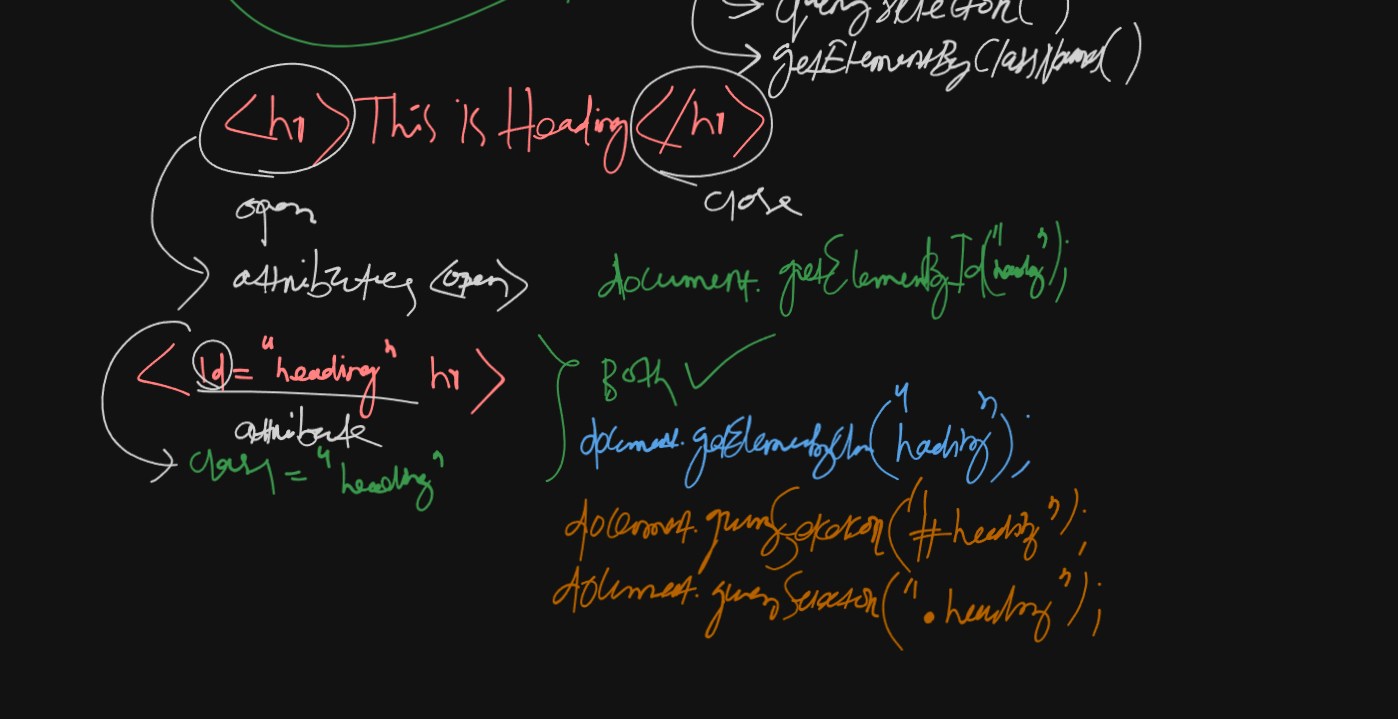 querySelector()
getElementByClassName()
<h1> This is Heading </h1>
open
close
attributes <open>
document.getElementById("heading");
< Id = "heading" h1 >
Both ✓
attribute
document.getElementByClas("heading");
class = "heading"
document.querySelector("#heading");
document.querySelector(".heading");